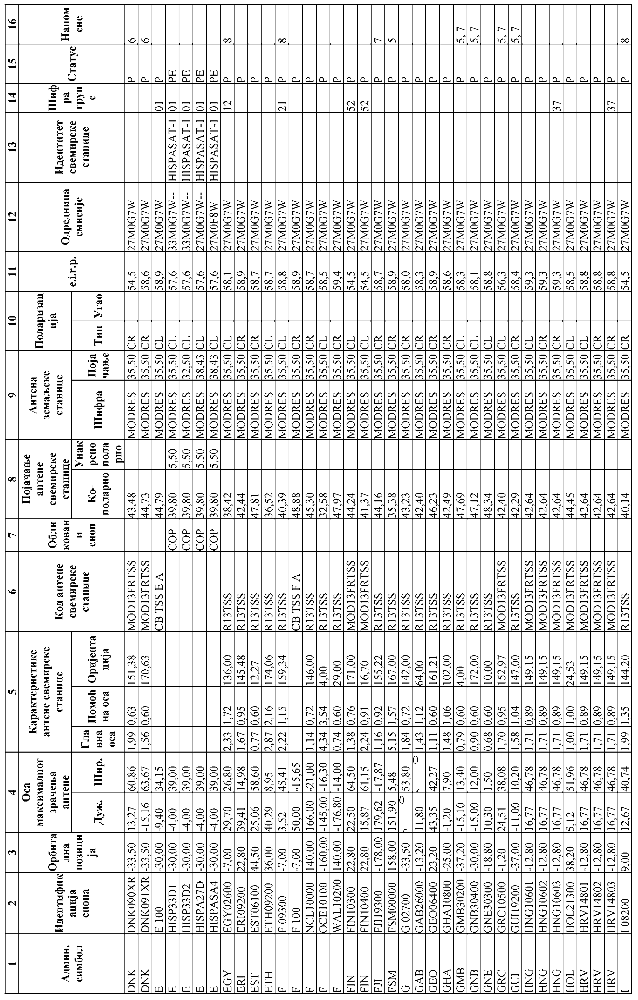 1 2 3 4 5 6 7 8 9 10 11 12 13 14 15 16
Админ. симбол Идентификација снопа Орбитална позиција Оса максималног зрачења антене Карактеристике антене свемирске станице Код антене свемирске станице Обликовани сноп Појачање антене свемирске станице Антена земаљске станице Поларизација e.i.r.p. Одредница емисије Идентитет свемирске станице Шифра групе Статус Напомене
Дуж. Шир. Главна оса Помоћна оса Оријентација Ко-поларно Унакрсно поларно Шифра Појачање Тип Угао
DNK DNK090XR -33,50 13,27 60,86 1,99 0,63 151,38 MOD13FRTSS 43,48 MODRES 35,50 CR 54,5 27M0G7W P 6
DNK DNK091XR -33,50 -15,16 63,67 1,56 0,60 170,63 MOD13FRTSS 44,73 MODRES 35,50 CR 58,6 27M0G7W P 6
E E 100 -30,00 -9,40 34,15 CB TSS E A 44,79 MODRES 35,50 CL 58,9 27M0G7W 01 P
E HISP33D1 -30,00 -4,00 39,00 COP 39,80 5,50 MODRES 35,50 CL 57,6 33M0G7W-- HISPASAT-1 01 PE
E HISP33D2 -30,00 -4,00 39,00 COP 39,80 5,50 MODRES 32,50 CL 57,6 33M0G7W-- HISPASAT-1 01 PE
E HISPA27D -30,00 -4,00 39,00 COP 39,80 5,50 MODRES 38,43 CL 57,6 27M0G7W-- HISPASAT-1 01 PE
E HISPASA4 -30,00 -4,00 39,00 COP 39,80 5,50 MODRES 38,43 CL 57,6 27M0F8W HISPASAT-1 01 PE
EGY EGY02600 -7,00 29,70 26,80 2,33 1,72 136,00 R13TSS 38,42 MODRES 35,50 CL 58,1 27M0G7W 12 P 8
ERI ERI09200 22,80 39,41 14,98 1,67 0,95 145,48 R13TSS 42,44 MODRES 35,50 CR 58,9 27M0G7W P
EST EST06100 44,50 25,06 58,60 0,77 0,60 12,27 R13TSS 47,81 MODRES 35,50 CR 58,7 27M0G7W P
ETH ETH09200 36,00 40,29 8,95 2,87 2,16 174,06 R13TSS 36,52 MODRES 35,50 CL 58,7 27M0G7W P
F F 09300 -7,00 3,52 45,41 2,22 1,15 159,34 R13TSS 40,39 MODRES 35,50 CL 58,8 27M0G7W 21 P 8
F F 100 -7,00 50,00 -15,65 CB TSS F A 48,88 MODRES 35,50 CR 58,9 27M0G7W P
F NCL10000 140,00 166,00 -21,00 1,14 0,72 146,00 R13TSS 45,30 MODRES 35,50 CR 58,7 27M0G7W P
F OCE10100 -160,00 -145,00 -16,30 4,34 3,54 4,00 R13TSS 32,58 MODRES 35,50 CL 58,5 27M0G7W P
F WAL10200 140,00 -176,80 -14,00 0,74 0,60 29,00 R13TSS 47,97 MODRES 35,50 CR 59,4 27M0G7W P
FIN FIN10300 22,80 22,50 64,50 1,38 0,76 171,00 MOD13FRTSS 44,24 MODRES 35,50 CL 54,5 27M0G7W 52 P
FIN FIN10400 22,80 15,87 61,15 2,24 0,91 16,70 MOD13FRTSS 41,37 MODRES 35,50 CL 54,5 27M0G7W 52 P
FJI FJI19300 -178,00 179,62 -17,87 1,16 0,92 155,22 R13TSS 44,16 MODRES 35,50 CR 58,7 27M0G7W P 7
FSM FSM00000 158,00 151,90 5,48 5,15 1,57 167,00 R13TSS 35,38 MODRES 35,50 CR 58,9 27M0G7W P 5
G G 02700 -33,50 53,80 1,84 0,72 142,00 R13TSS 43,23 MODRES 35,50 CR 58,0 27M0G7W P
GAB GAB26000 -13,20 11,80 1,43 1,12 64,00 R13TSS 42,40 MODRES 35,50 CR 58,3 27M0G7W P
GEO GEO06400 23,20 43,35 42,27 1,11 0,60 161,21 R13TSS 46,23 MODRES 35,50 CR 58,9 27M0G7W P
GHA GHA10800 -25,00 -1,20 7,90 1,48 1,06 102,00 R13TSS 42,49 MODRES 35,50 CR 58,6 27M0G7W P
GMB GMB30200 -37,20 -15,10 13,40 0,79 0,60 4,00 R13TSS 47,69 MODRES 35,50 CL 58,3 27M0G7W P 5, 7
GNB GNB30400 -30,00 -15,00 12,00 0,90 0,60 172,00 R13TSS 47,12 MODRES 35,50 CL 58,1 27M0G7W P 5, 7
GNE GNE30300 -18,80 10,30 1,50 0,68 0,60 10,00 R13TSS 48,34 MODRES 35,50 CL 58,8 27M0G7W P
GRC GRC10500 -1,20 24,51 38,08 1,70 0,95 152,97 MOD13FRTSS 42,40 MODRES 35,50 CL 56,3 27M0G7W P 5, 7
GUI GUI19200 -37,00 -11,00 10,20 1,58 1,04 147,00 R13TSS 42,29 MODRES 35,50 CR 58,4 27M0G7W P 5, 7
HNG HNG10601 -12,80 16,77 46,78 1,71 0,89 149,15 MOD13FRTSS 42,64 MODRES 35,50 CL 59,3 27M0G7W P
HNG HNG10602 -12,80 16,77 46,78 1,71 0,89 149,15 MOD13FRTSS 42,64 MODRES 35,50 CR 59,3 27M0G7W P
HNG HNG10603 -12,80 16,77 46,78 1,71 0,89 149,15 MOD13FRTSS 42,64 MODRES 35,50 CR 59,3 27M0G7W 37 P
HOL HOL21300 38,20 5,12 51,96 1,00 1,00 24,53 MOD13FRTSS 44,45 MODRES 35,50 CL 58,5 27M0G7W P
HRV HRV14801 -12,80 16,77 46,78 1,71 0,89 149,15 MOD13FRTSS 42,64 MODRES 35,50 CL 58,8 27M0G7W P
HRV HRV14802 -12,80 16,77 46,78 1,71 0,89 149,15 MOD13FRTSS 42,64 MODRES 35,50 CR 58,8 27M0G7W P
HRV HRV14803 -12,80 16,77 46,78 1,71 0,89 149,15 MOD13FRTSS 42,64 MODRES 35,50 CR 58,8 27M0G7W 37 P
I I 08200 9,00 12,67 40,74 1,99 1,35 144,20 R13TSS 40,14 MODRES 35,50 CR 54,5 27M0G7W P 8